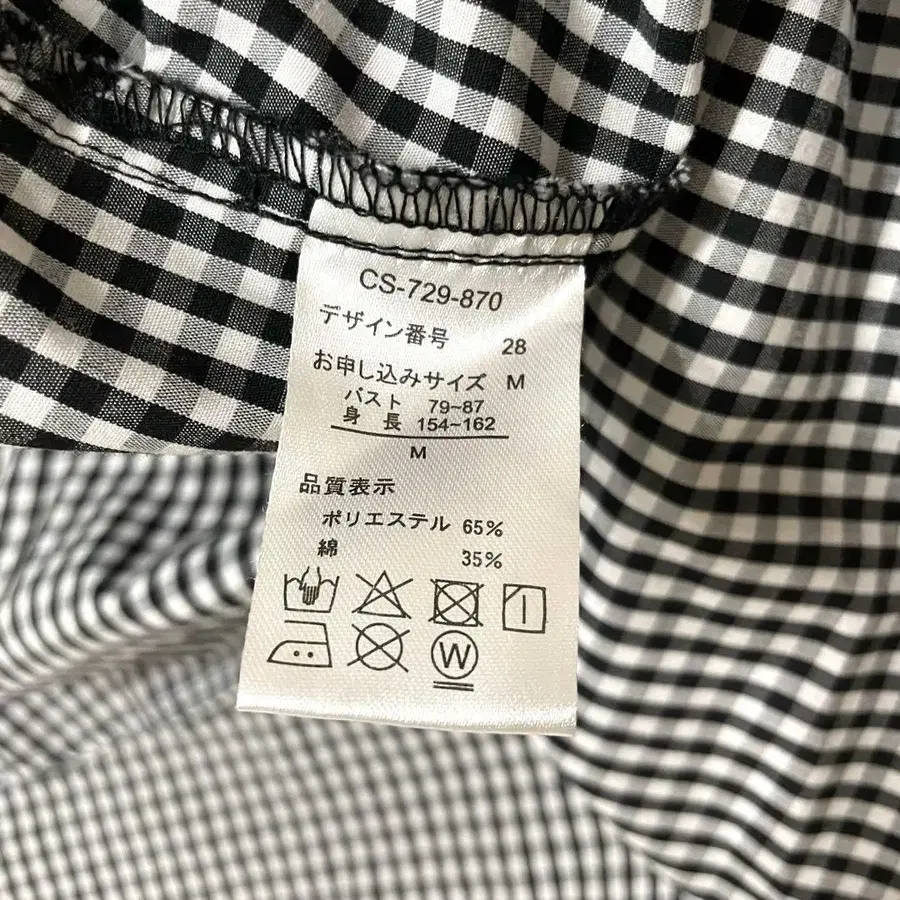 CS-729-870
デザイン番号 28
お申し込みサイズ M
バスト 79~87
身 長 154~162
M
品質表示
ポリエステル 65%
綿 35%
W